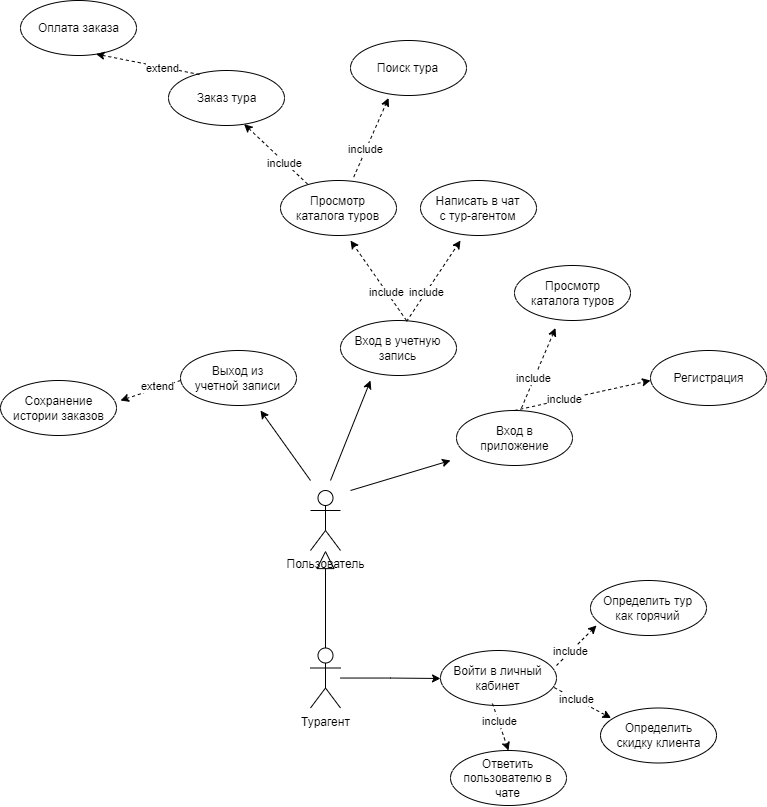 Оплата заказа
extend
Заказ тура
Поиск тура
include
include
Просмотр
каталога туров
Написать в чат
с тур-агентом
include
include
Просмотр
каталога туров
Вход в учетную
запись
include
Регистрация
include
Выход из
учетной записи
extend
Сохранение
истории заказов
Вход в
приложение
Пользователь
Определить тур
как горячий
include
Войти в личный
кабинет
include
Турагент
include
Определить
скидку клиента
Ответить
пользователю в
чате